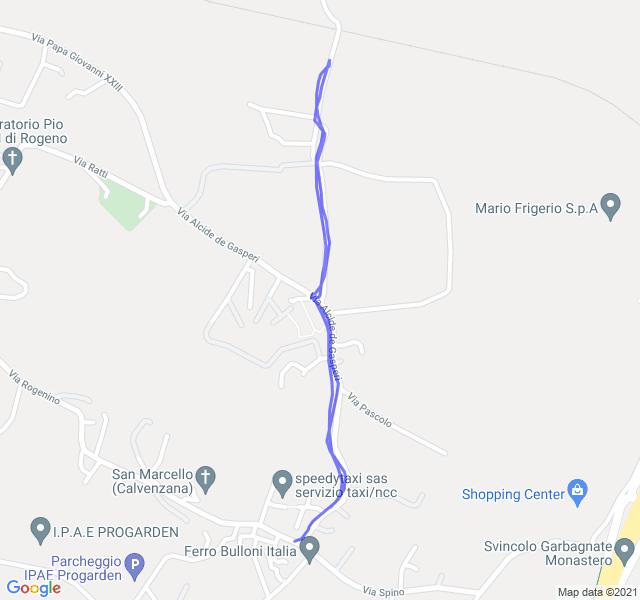 Via Papa Giovanni XXIII
ratorio Pio
l di Rogeno
Via Ratti
Mario Frigerio S.p.A
Via Alcide de Gasperi
Via Alcide de Gasperi
Via Rogenino
Via Pascolo
San Marcello
(Calvenzana)
speedytaxi sas
servizio taxi/ncc
Shopping Center
I.P.A.E PROGARDEN
Ferro Bulloni Italia
Svincolo Garbagnate
Monastero
Parcheggio
IPAE Progarden
P
Via Spino
Google
Map data ©2021